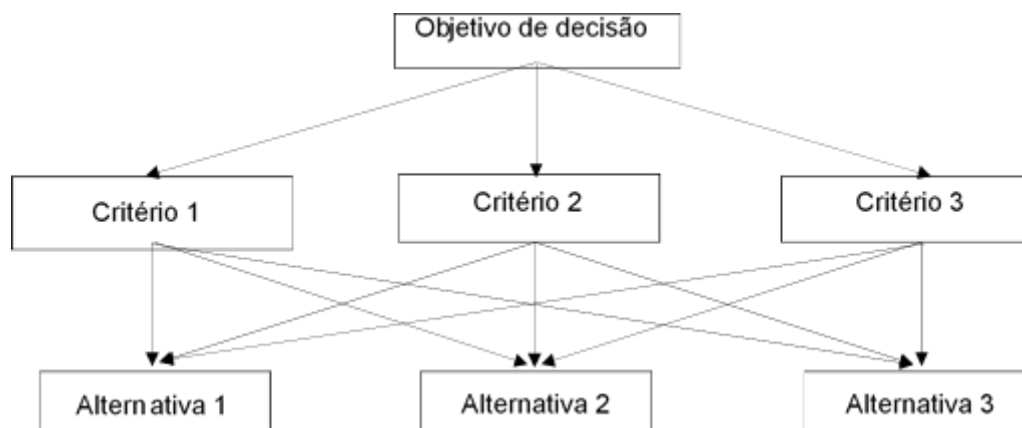 Objetivo de decisão
Critério 1
Critério 2
Critério 3
Alternativa 1
Alternativa 2
Alternativa 3